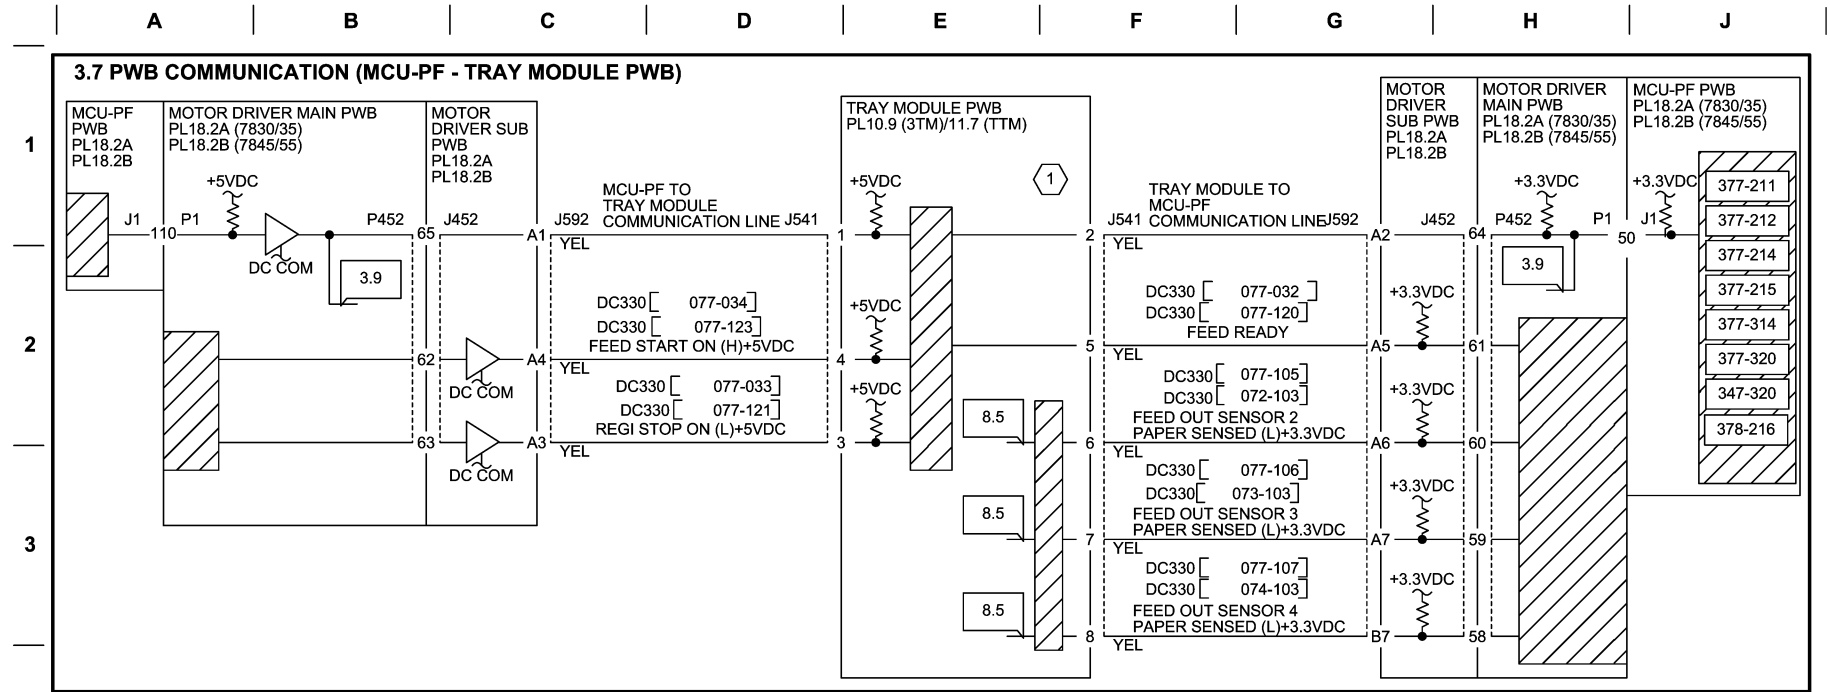 A B C D E F G H J
1
2
3
3.7 PWB COMMUNICATION (MCU-PF - TRAY MODULE PWB)
MCU-PF
PWB
PL18.2A
PL18.2B
MOTOR DRIVER MAIN PWB
PL18.2A (7830/35)
PL18.2B (7845/55)
MOTOR
DRIVER SUB
PWB
PL18.2A
PL18.2B
J1
110
P1
+5VDC
DC COM
3.9
P452
65
J452
A1
J592
YEL
MCU-PF TO
TRAY MODULE
COMMUNICATION LINE
J541
1
DC330 [ 077-034 ]
DC330 [ 077-123 ]
FEED START ON (H)+5VDC
62
DC COM
A4
YEL
4
DC330 [ 077-033 ]
DC330 [ 077-121 ]
REGI STOP ON (L)+5VDC
63
DC COM
A3
YEL
3
TRAY MODULE PWB
PL10.9 (3TM)/11.7 (TTM)
1
+5VDC
+5VDC
+5VDC
8.5
8.5
8.5
2
J541
YEL
TRAY MODULE TO
MCU-PF
COMMUNICATION LINE
J592
A2
J452
64
P452
DC330 [ 077-032 ]
DC330 [ 077-120 ]
FEED READY
5
YEL
A5
+3.3VDC
61
DC330 [ 077-105 ]
DC330 [ 072-103 ]
FEED OUT SENSOR 2
PAPER SENSED (L)+3.3VDC
6
YEL
A6
+3.3VDC
60
DC330 [ 077-106 ]
DC330 [ 073-103 ]
FEED OUT SENSOR 3
PAPER SENSED (L)+3.3VDC
7
YEL
A7
+3.3VDC
59
DC330 [ 077-107 ]
DC330 [ 074-103 ]
FEED OUT SENSOR 4
PAPER SENSED (L)+3.3VDC
8
YEL
B7
+3.3VDC
58
MOTOR
DRIVER
SUB PWB
PL18.2A
PL18.2B
MOTOR DRIVER
MAIN PWB
PL18.2A (7830/35)
PL18.2B (7845/55)
+3.3VDC
3.9
P1
50
J1
MCU-PF PWB
PL18.2A (7830/35)
PL18.2B (7845/55)
+3.3VDC
377-211
377-212
377-214
377-215
377-314
377-320
347-320
378-216